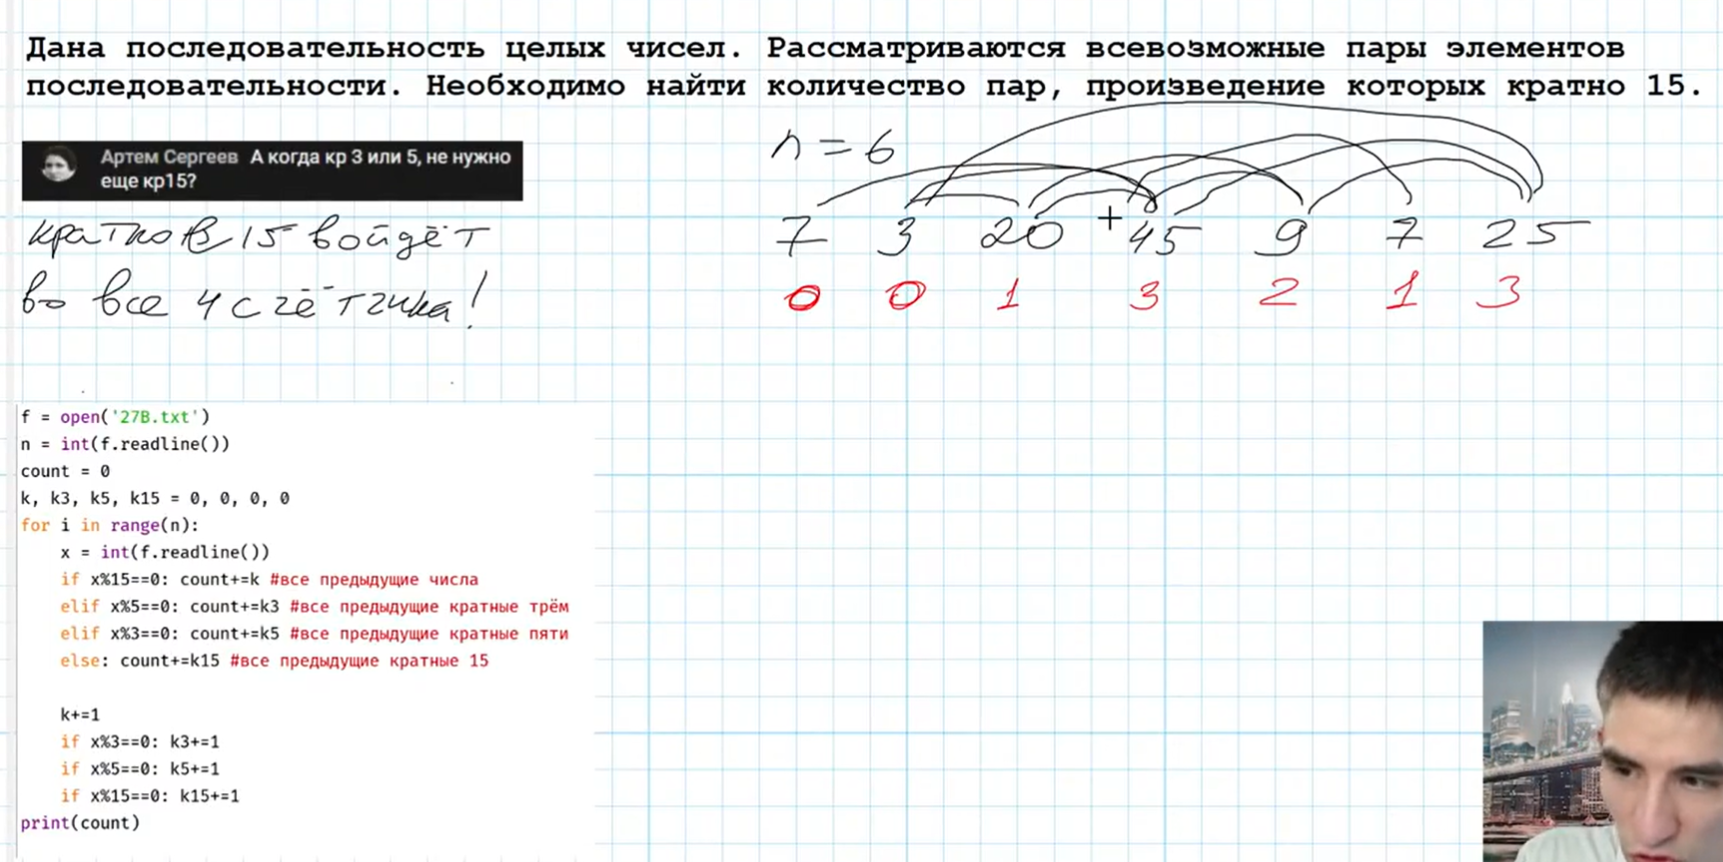 Дана последовательность целых чисел. Рассматриваются всевозможные пары элементов
последовательности. Необходимо найти количество пар, произведение которых кратно 15.
Артем Сергеев А когда кр 3 или 5, не нужно
еще кр15?
кратное 15 войдёт
во все 4 счётчика!
n = 6
7 3 20 + 45 9 7 25
0 0 1 3 2 1 3
f = open('27B.txt')
n = int(f.readline())
count = 0
k, k3, k5, k15 = 0, 0, 0, 0
for i in range(n):
    x = int(f.readline())
    if x%15==0: count+=k #все предыдущие числа
    elif x%5==0: count+=k3 #все предыдущие кратные трём
    elif x%3==0: count+=k5 #все предыдущие кратные пяти
    else: count+=k15 #все предыдущие кратные 15
    k+=1
    if x%3==0: k3+=1
    if x%5==0: k5+=1
    if x%15==0: k15+=1
print(count)